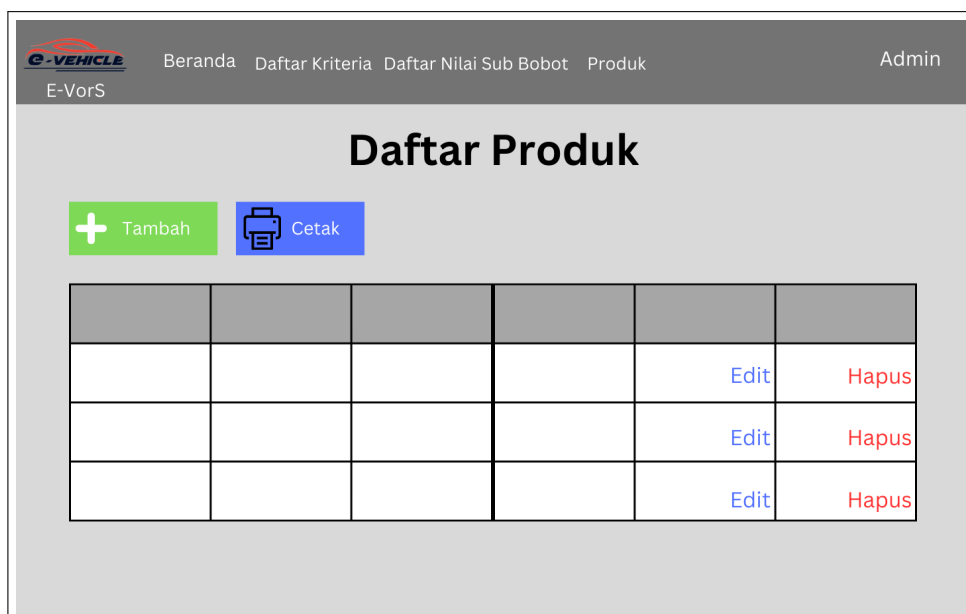 e-VEHICLE
E-VorS
Beranda Daftar Kriteria Daftar Nilai Sub Bobot Produk
Admin
Daftar Produk
Tambah
Cetak
Edit Hapus
Edit Hapus
Edit Hapus